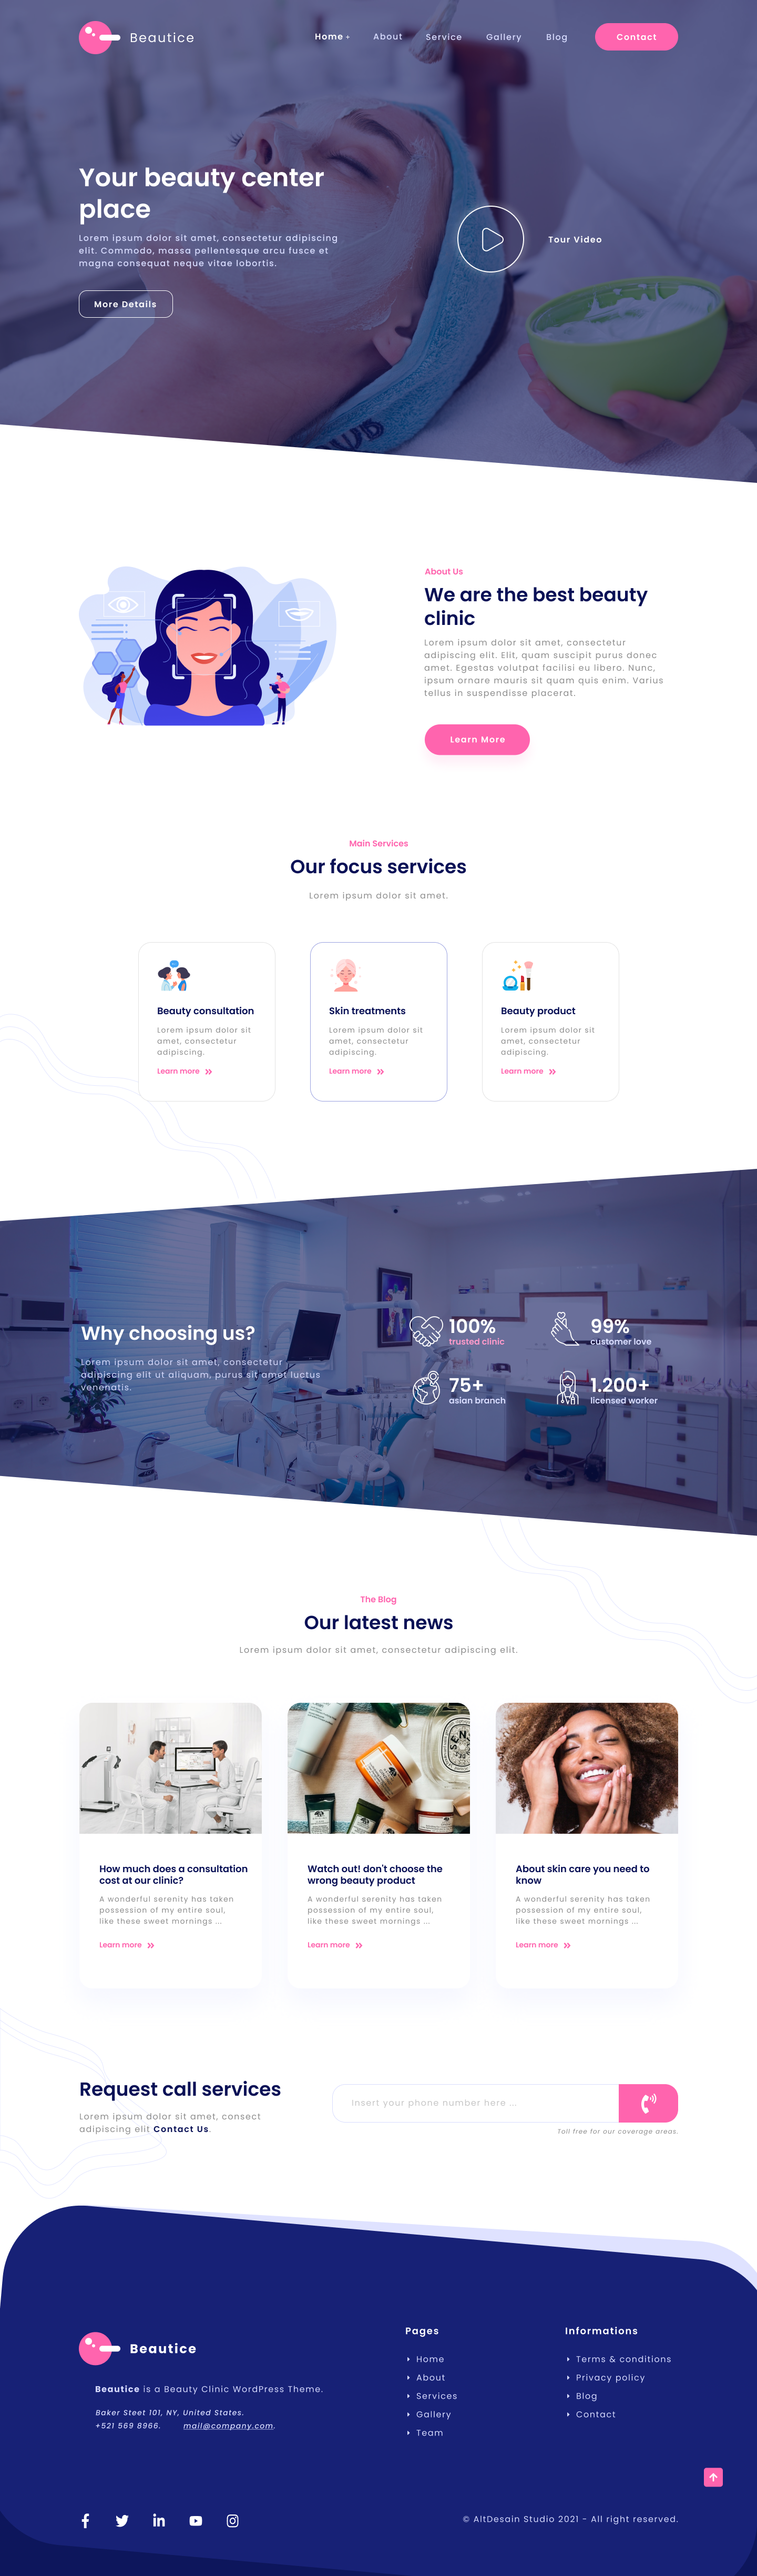 Beautice
Home +
About
Service
Gallery
Blog
Contact
Your beauty center
place
Lorem ipsum dolor sit amet, consectetur adipiscing
elit. Commodo, massa pellentesque arcu fusce et
magna consequat neque vitae lobortis.
More Details
Tour Video
About Us
We are the best beauty
clinic
Lorem ipsum dolor sit amet, consectetur
adipiscing elit. Elit, quam suscipit purus donec
amet. Egestas volutpat facilisi eu libero. Nunc,
ipsum ornare mauris sit quam quis enim. Varius
tellus in suspendisse placerat.
Learn More
Main Services
Our focus services
Lorem ipsum dolor sit amet.
Beauty consultation
Lorem ipsum dolor sit
amet, consectetur
adipiscing.
Learn more
Skin treatments
Lorem ipsum dolor sit
amet, consectetur
adipiscing.
Learn more
Beauty product
Lorem ipsum dolor sit
amet, consectetur
adipiscing.
Learn more
Why choosing us?
Lorem ipsum dolor sit amet, consectetur
adipiscing elit ut aliquam, purus sit amet luctus
venenatis.
100%
trusted clinic
99%
customer love
75+
asian branch
1.200+
licensed worker
The Blog
Our latest news
Lorem ipsum dolor sit amet, consectetur adipiscing elit.
How much does a consultation
cost at our clinic?
A wonderful serenity has taken
possession of my entire soul,
like these sweet mornings ...
Learn more
Watch out! don't choose the
wrong beauty product
A wonderful serenity has taken
possession of my entire soul,
like these sweet mornings ...
Learn more
About skin care you need to
know
A wonderful serenity has taken
possession of my entire soul,
like these sweet mornings ...
Learn more
Request call services
Lorem ipsum dolor sit amet, consect
adipiscing elit Contact Us.
Insert your phone number here ...
Toll free for our coverage areas.
Beautice
Beautice is a Beauty Clinic WordPress Theme.
Baker Steet 101, NY, United States.
+521 569 8966.
mail@company.com.
Pages
Home
About
Services
Gallery
Team
Informations
Terms & conditions
Privacy policy
Blog
Contact
© AltDesain Studio 2021 - All right reserved.